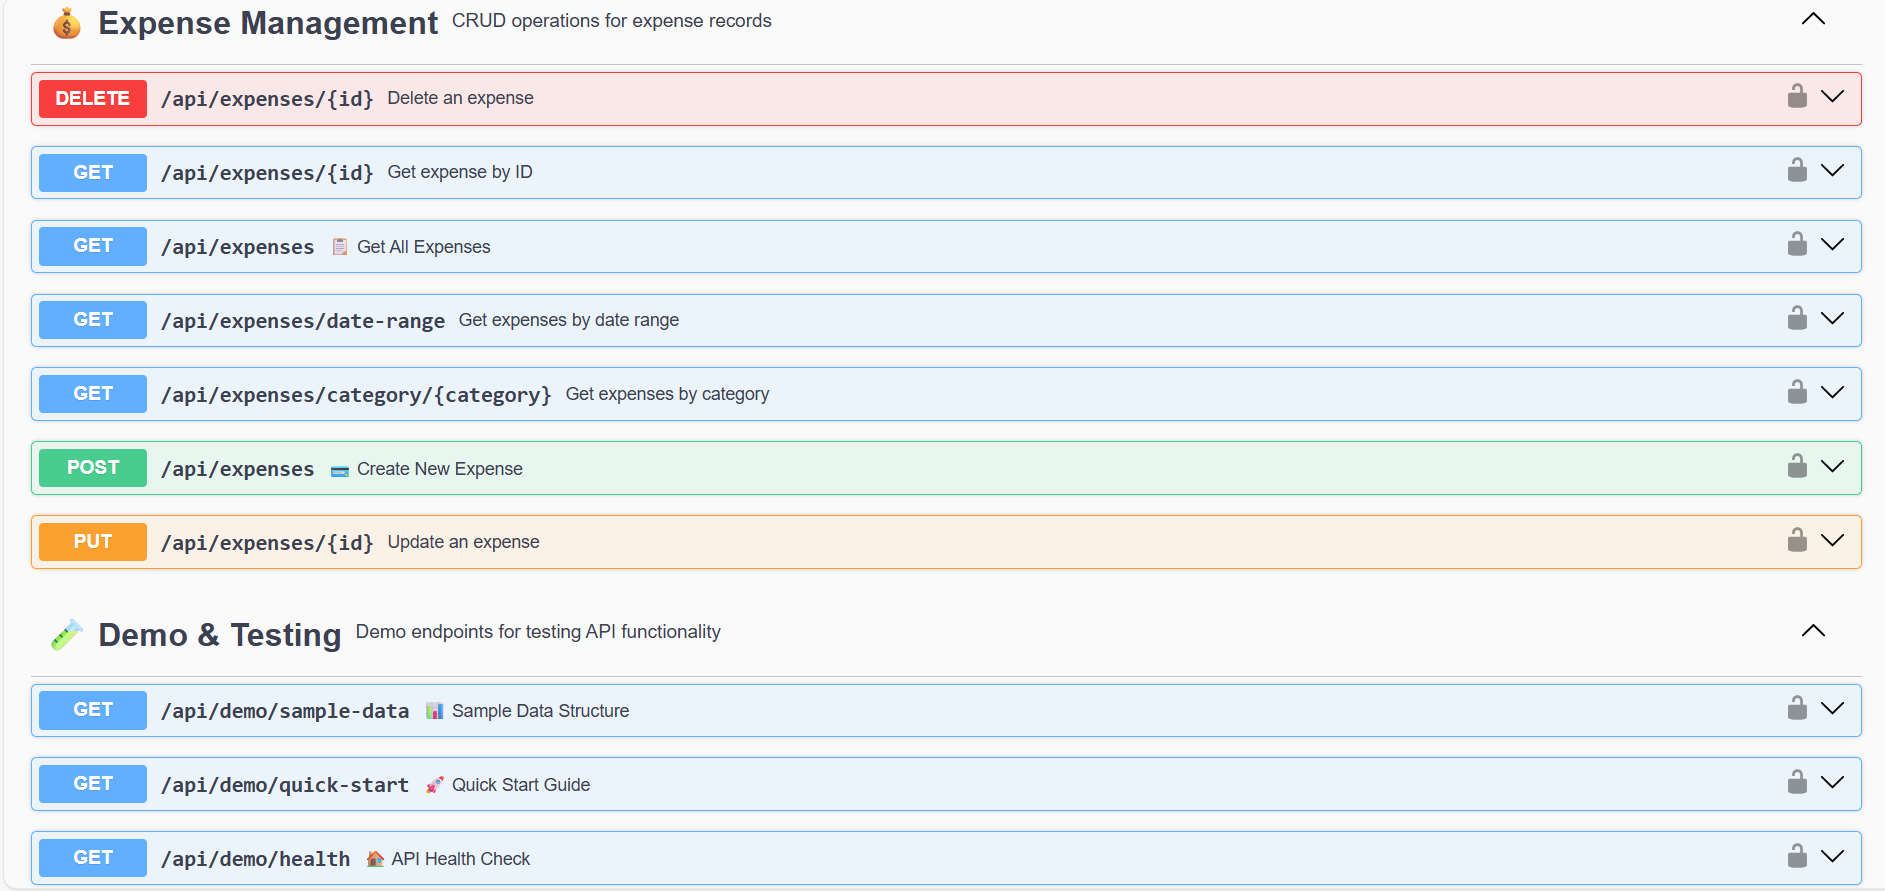 Expense Management CRUD operations for expense records
DELETE /api/expenses/{id} Delete an expense
GET /api/expenses/{id} Get expense by ID
GET /api/expenses Get All Expenses
GET /api/expenses/date-range Get expenses by date range
GET /api/expenses/category/{category} Get expenses by category
POST /api/expenses Create New Expense
PUT /api/expenses/{id} Update an expense
Demo & Testing Demo endpoints for testing API functionality
GET /api/demo/sample-data Sample Data Structure
GET /api/demo/quick-start Quick Start Guide
GET /api/demo/health API Health Check